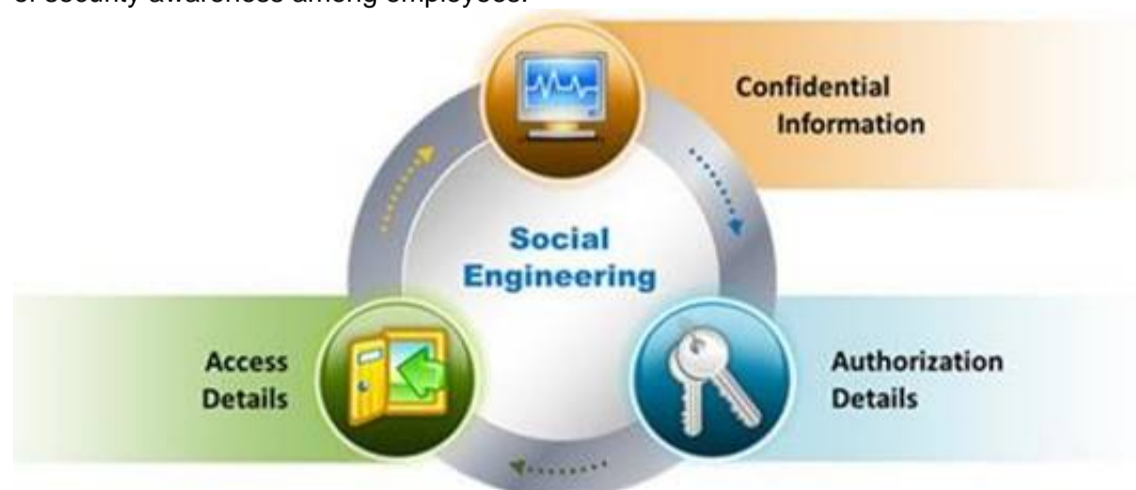 of security awareness among employees.
Confidential
Information
Social
Engineering
Access
Details
Authorization
Details